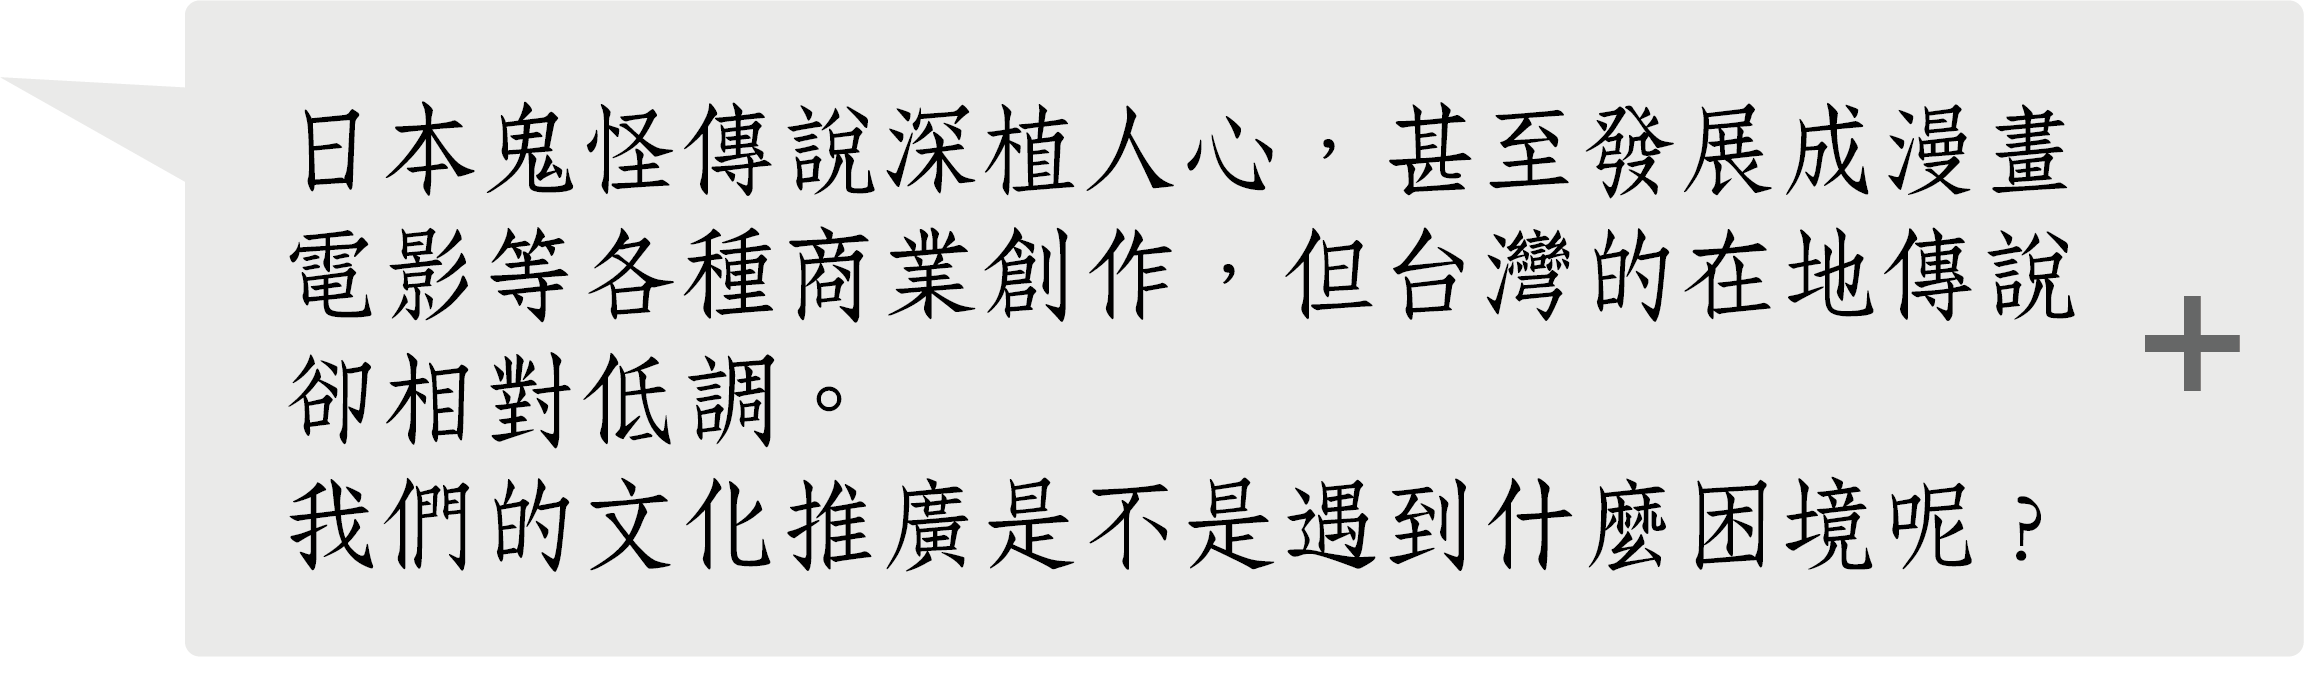 日本鬼怪傳說深植人心，甚至發展成漫畫
電影等各種商業創作，但台灣的在地傳說
卻相對低調。
我們的文化推廣是不是遇到什麼困境呢？